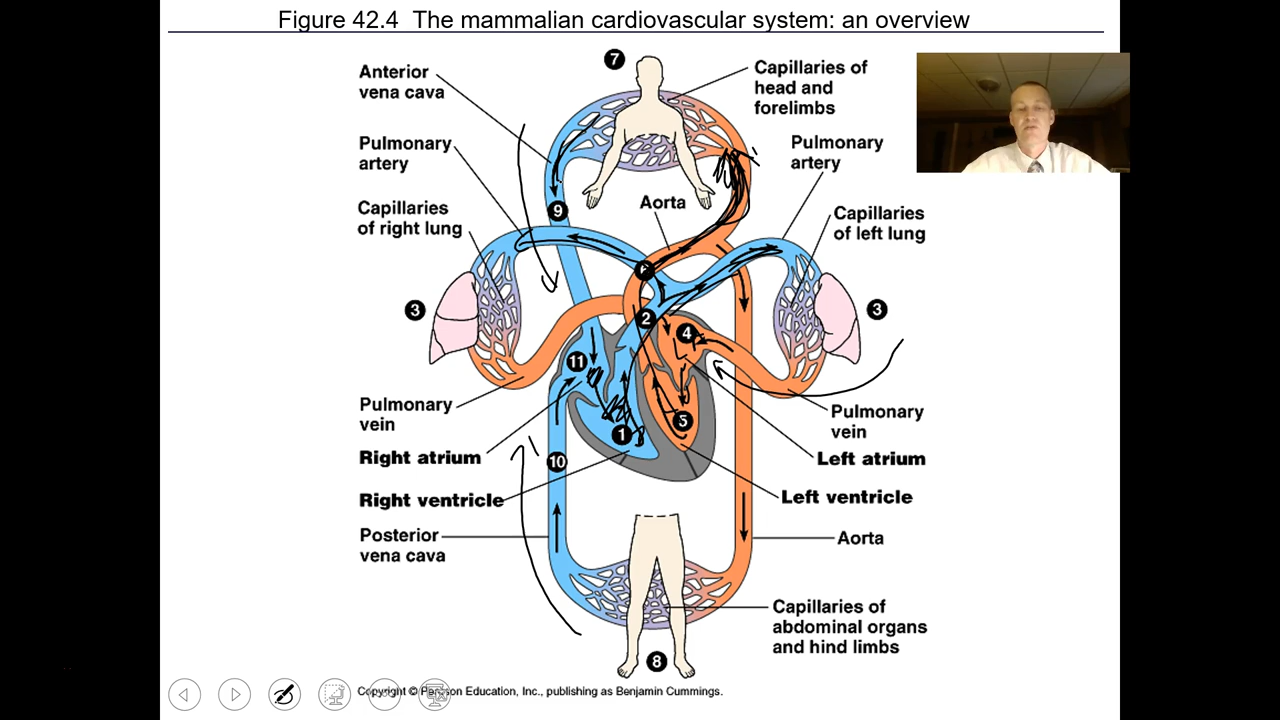 Figure 42.4 The mammalian cardiovascular system: an overview
7
Anterior
vena cava
Capillaries of
head and
forelimbs
Pulmonary
artery
Pulmonary
artery
Aorta
Capillaries
of right lung
9
Capillaries
of left lung
6
3
2
4
3
11
Pulmonary
vein
5
1
Pulmonary
vein
Right atrium
10
Left atrium
Right ventricle
Left ventricle
Posterior
vena cava
Aorta
Capillaries of
abdominal organs
and hind limbs
8
Copyright © Pearson Education, Inc., publishing as Benjamin Cummings.